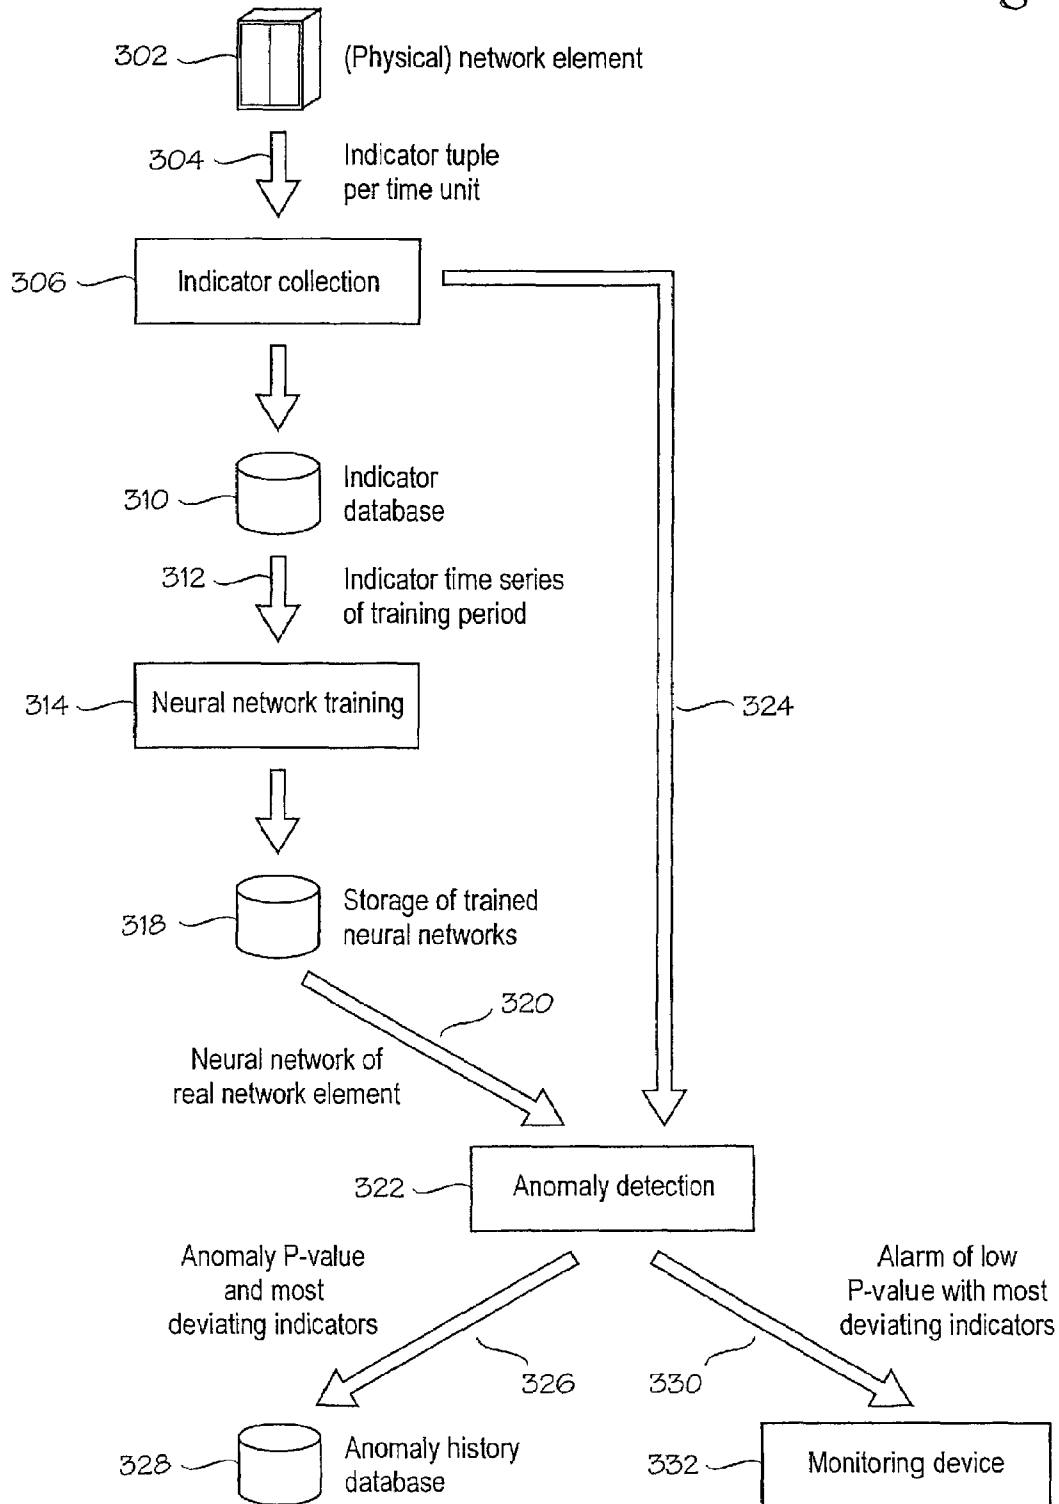 302
(Physical) network element
304
Indicator tuple
per time unit
306
Indicator collection
310
Indicator
database
312
Indicator time series
of training period
314
Neural network training
324
318
Storage of trained
neural networks
320
Neural network of
real network element
322
Anomaly detection
Anomaly P-value
and most
deviating indicators
Alarm of low
P-value with most
deviating indicators
326
330
328
Anomaly history
database
332
Monitoring device